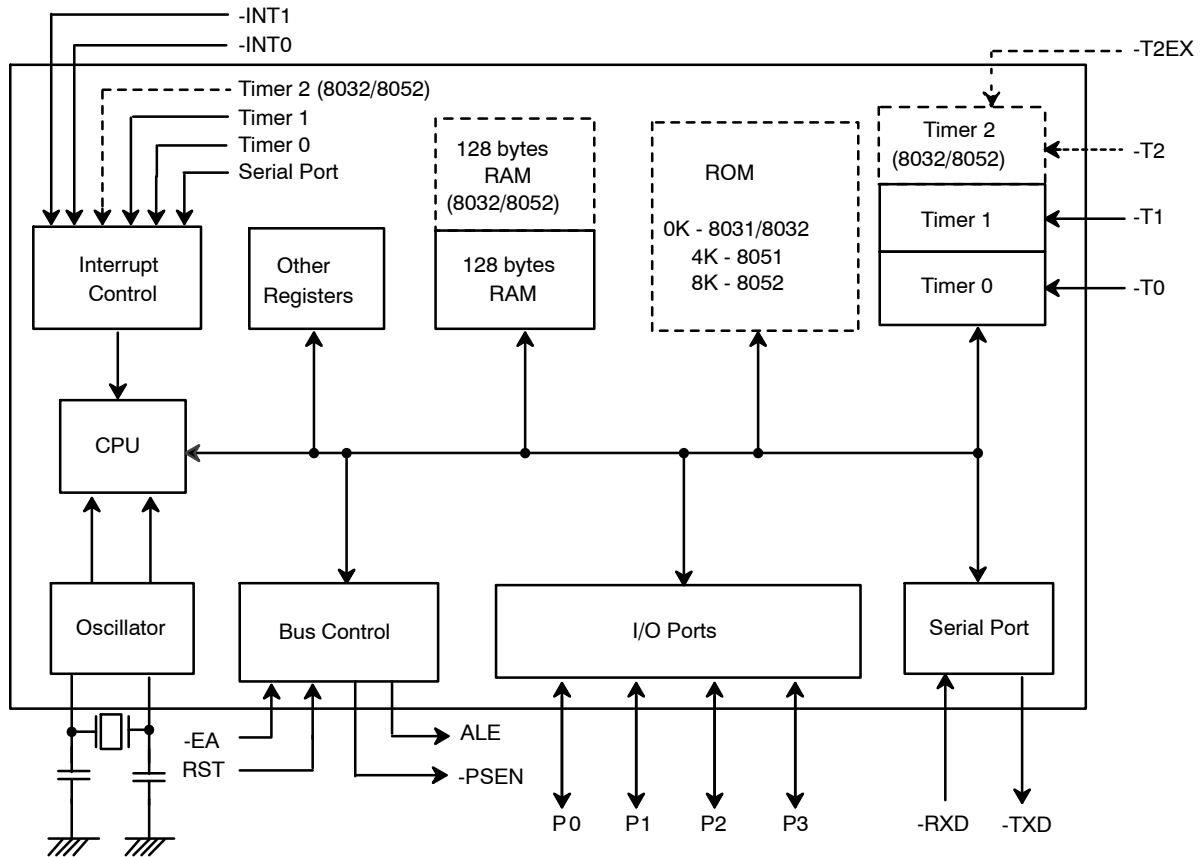 -INT1
-INT0
-T2EX
Timer 2 (8032/8052)
Timer 1
Timer 0
Serial Port
128 bytes
RAM
(8032/8052)
ROM
0K - 8031/8032
4K - 8051
8K - 8052
Timer 2
(8032/8052)
-T2
Timer 1
-T1
Timer 0
-T0
Interrupt
Control
Other
Registers
128 bytes
RAM
CPU
Oscillator
Bus Control
I/O Ports
Serial Port
-EA
RST
ALE
-PSEN
P0
P1
P2
P3
-RXD
-TXD